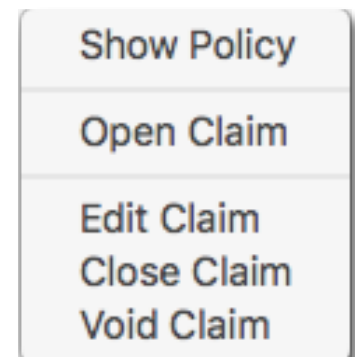 Show Policy
Open Claim
Edit Claim
Close Claim
Void Claim